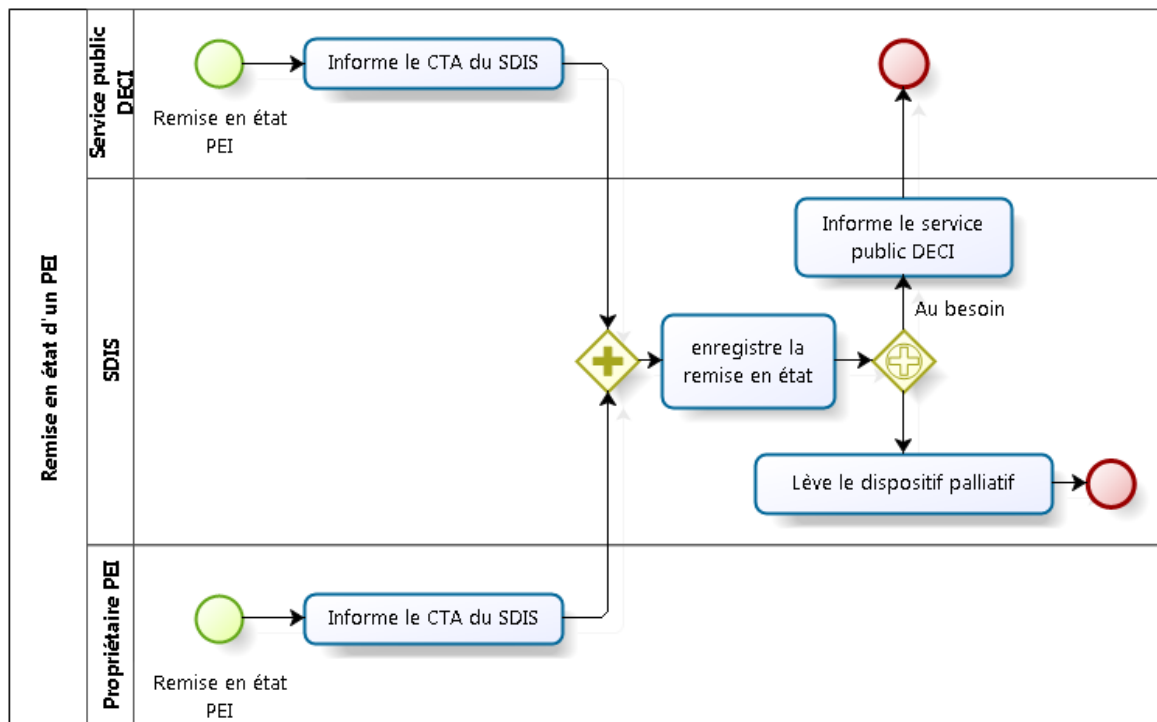 Remise en état d'un PEI
Service public
DECI
Informe le CTA du SDIS
Remise en état
PEI
SDIS
Informe le service
public DECI
Au besoin
enregistre la
remise en état
Lève le dispositif palliatif
Propriétaire PEI
Informe le CTA du SDIS
Remise en état
PEI